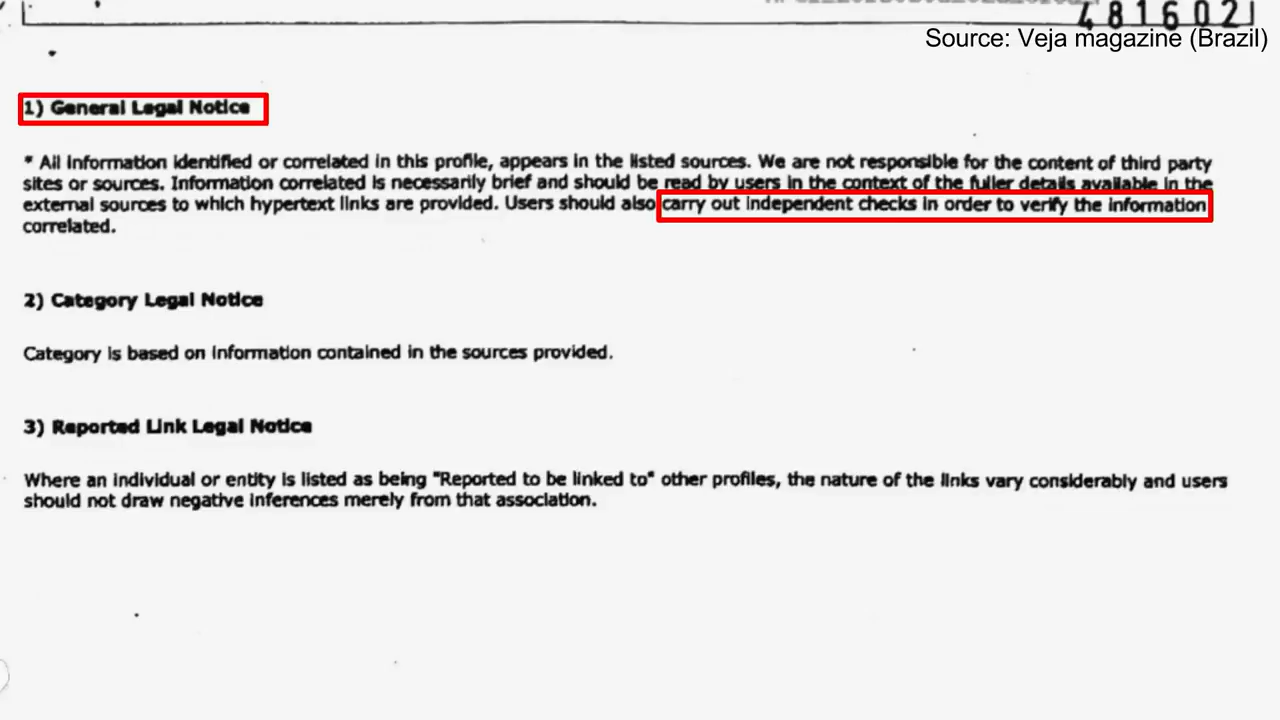 481602
Source: Veja magazine (Brazil)
1) General Legal Notice
* All information identified or correlated in this profile, appears in the listed sources. We are not responsible for the content of third party
sites or sources. Information correlated is necessarily brief and should be read by users in the context of the fuller details available in the
external sources to which hypertext links are provided. Users should also carry out independent checks in order to verify the information
correlated.
2) Category Legal Notice
Category is based on information contained in the sources provided.
3) Reported Link Legal Notice
Where an individual or entity is listed as being "Reported to be linked to" other profiles, the nature of the links vary considerably and users
should not draw negative inferences merely from that association.